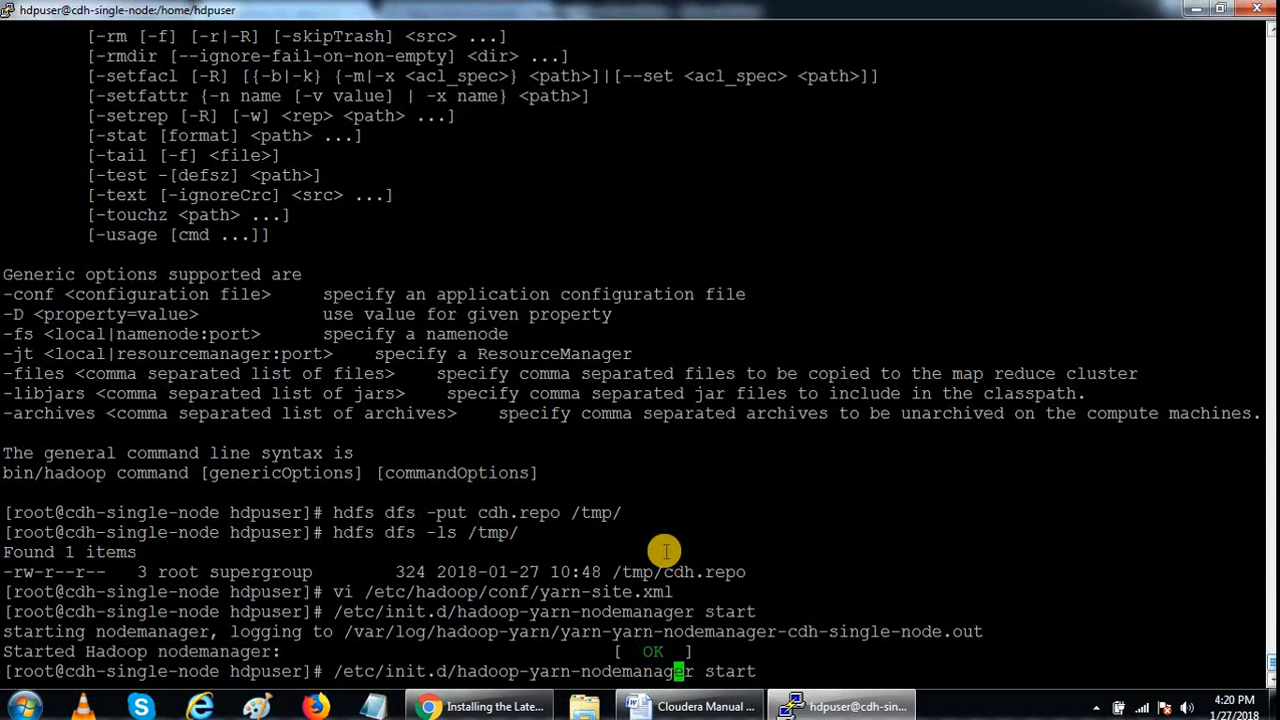 hdpuser@cdh-single-node:/home/hdpuser
[-rm [-f] [-r|-R] [-skipTrash] <src> ...]
[-rmdir [--ignore-fail-on-non-empty] <dir> ...]
[-setfacl [-R] [{-b|-k} {-m|-x <acl_spec>} <path>]|[--set <acl_spec> <path>]]
[-setfattr {-n name [-v value] | -x name} <path>]
[-setrep [-R] [-w] <rep> <path> ...]
[-stat [format] <path> ...]
[-tail [-f] <file>]
[-test -[defsz] <path>]
[-text [-ignoreCrc] <src> ...]
[-touchz <path> ...]
[-usage [cmd ...]]
Generic options supported are
-conf <configuration file>     specify an application configuration file
-D <property=value>            use value for given property
-fs <local|namenode:port>      specify a namenode
-jt <local|resourcemanager:port>    specify a ResourceManager
-files <comma separated list of files>    specify comma separated files to be copied to the map reduce cluster
-libjars <comma separated list of jars>    specify comma separated jar files to include in the classpath.
-archives <comma separated list of archives>    specify comma separated archives to be unarchived on the compute machines.
The general command line syntax is
bin/hadoop command [genericOptions] [commandOptions]
[root@cdh-single-node hdpuser]# hdfs dfs -put cdh.repo /tmp/
[root@cdh-single-node hdpuser]# hdfs dfs -ls /tmp/
Found 1 items
-rw-r--r--   3 root supergroup        324 2018-01-27 10:48 /tmp/cdh.repo
[root@cdh-single-node hdpuser]# vi /etc/hadoop/conf/yarn-site.xml
[root@cdh-single-node hdpuser]# /etc/init.d/hadoop-yarn-nodemanager start
starting nodemanager, logging to /var/log/hadoop-yarn/yarn-yarn-nodemanager-cdh-single-node.out
Started Hadoop nodemanager:                                [  OK  ]
[root@cdh-single-node hdpuser]# /etc/init.d/hadoop-yarn-nodemanager start
Installing the Late... Cloudera Manual ... hdpuser@cdh-sin... 4:20 PM
1/27/2018